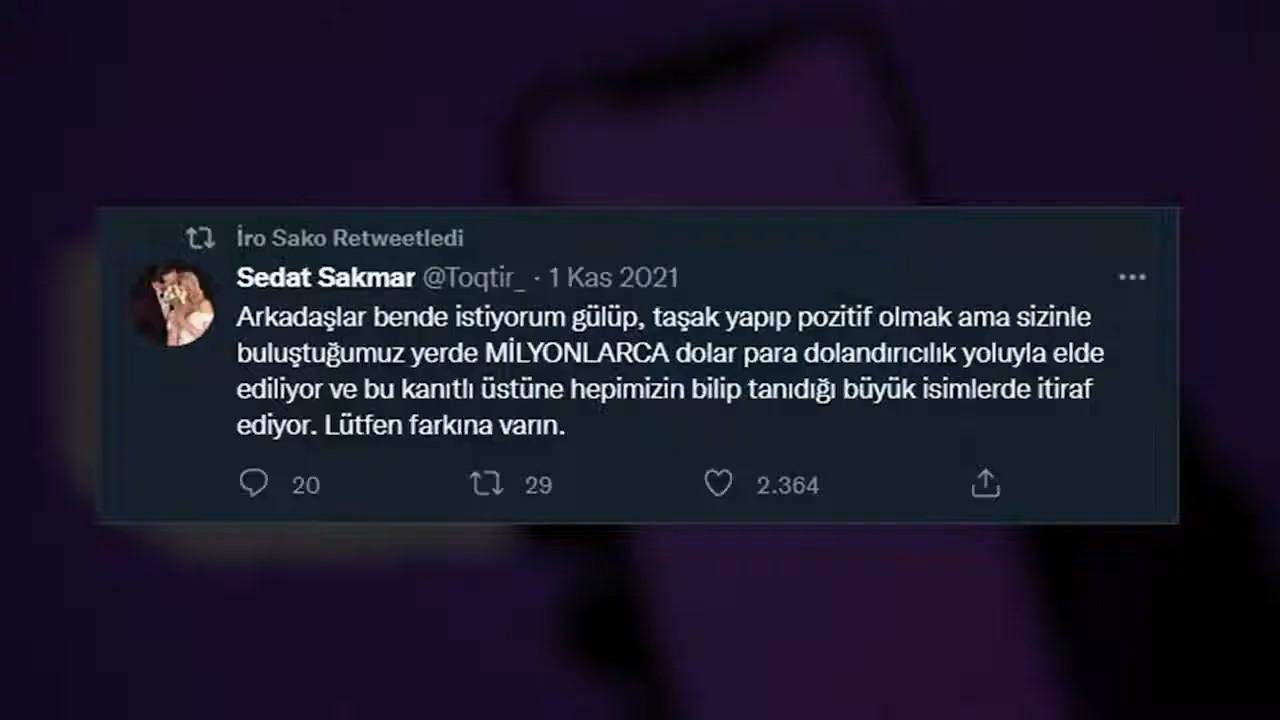 İro Sako Retweetledi
Sedat Sakmar @Toqtir_ · 1 Kas 2021
Arkadaşlar bende istiyorum gülüp, taşak yapıp pozitif olmak ama sizinle
buluştuğumuz yerde MİLYONLARCA dolar para dolandırıcılık yoluyla elde
ediliyor ve bu kanıtlı üstüne hepimizin bilip tanıdığı büyük isimlerde itiraf
ediyor. Lütfen farkına varın.
20 29 2.364